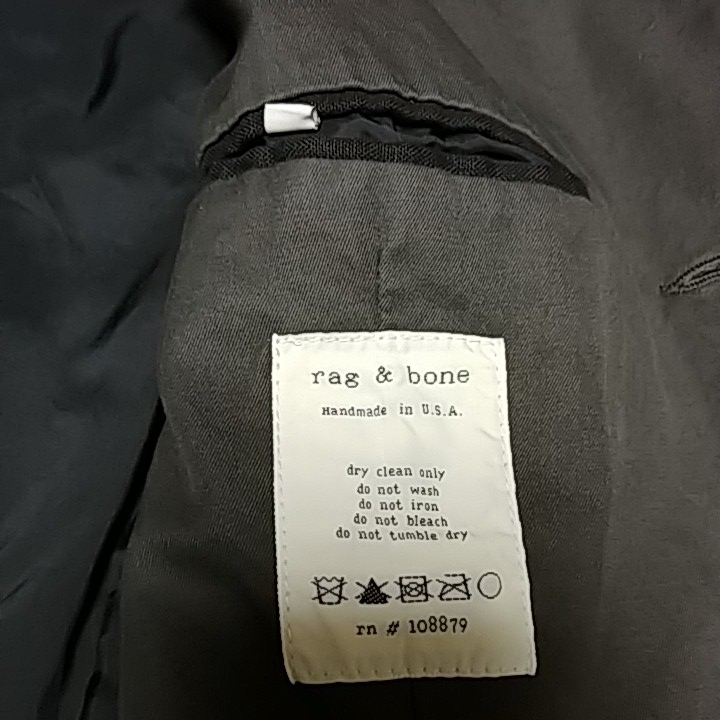 rag & bone
Handmade in U.S.A.
dry clean only
do not wash
do not iron
do not bleach
do not tumble dry
rn # 108879